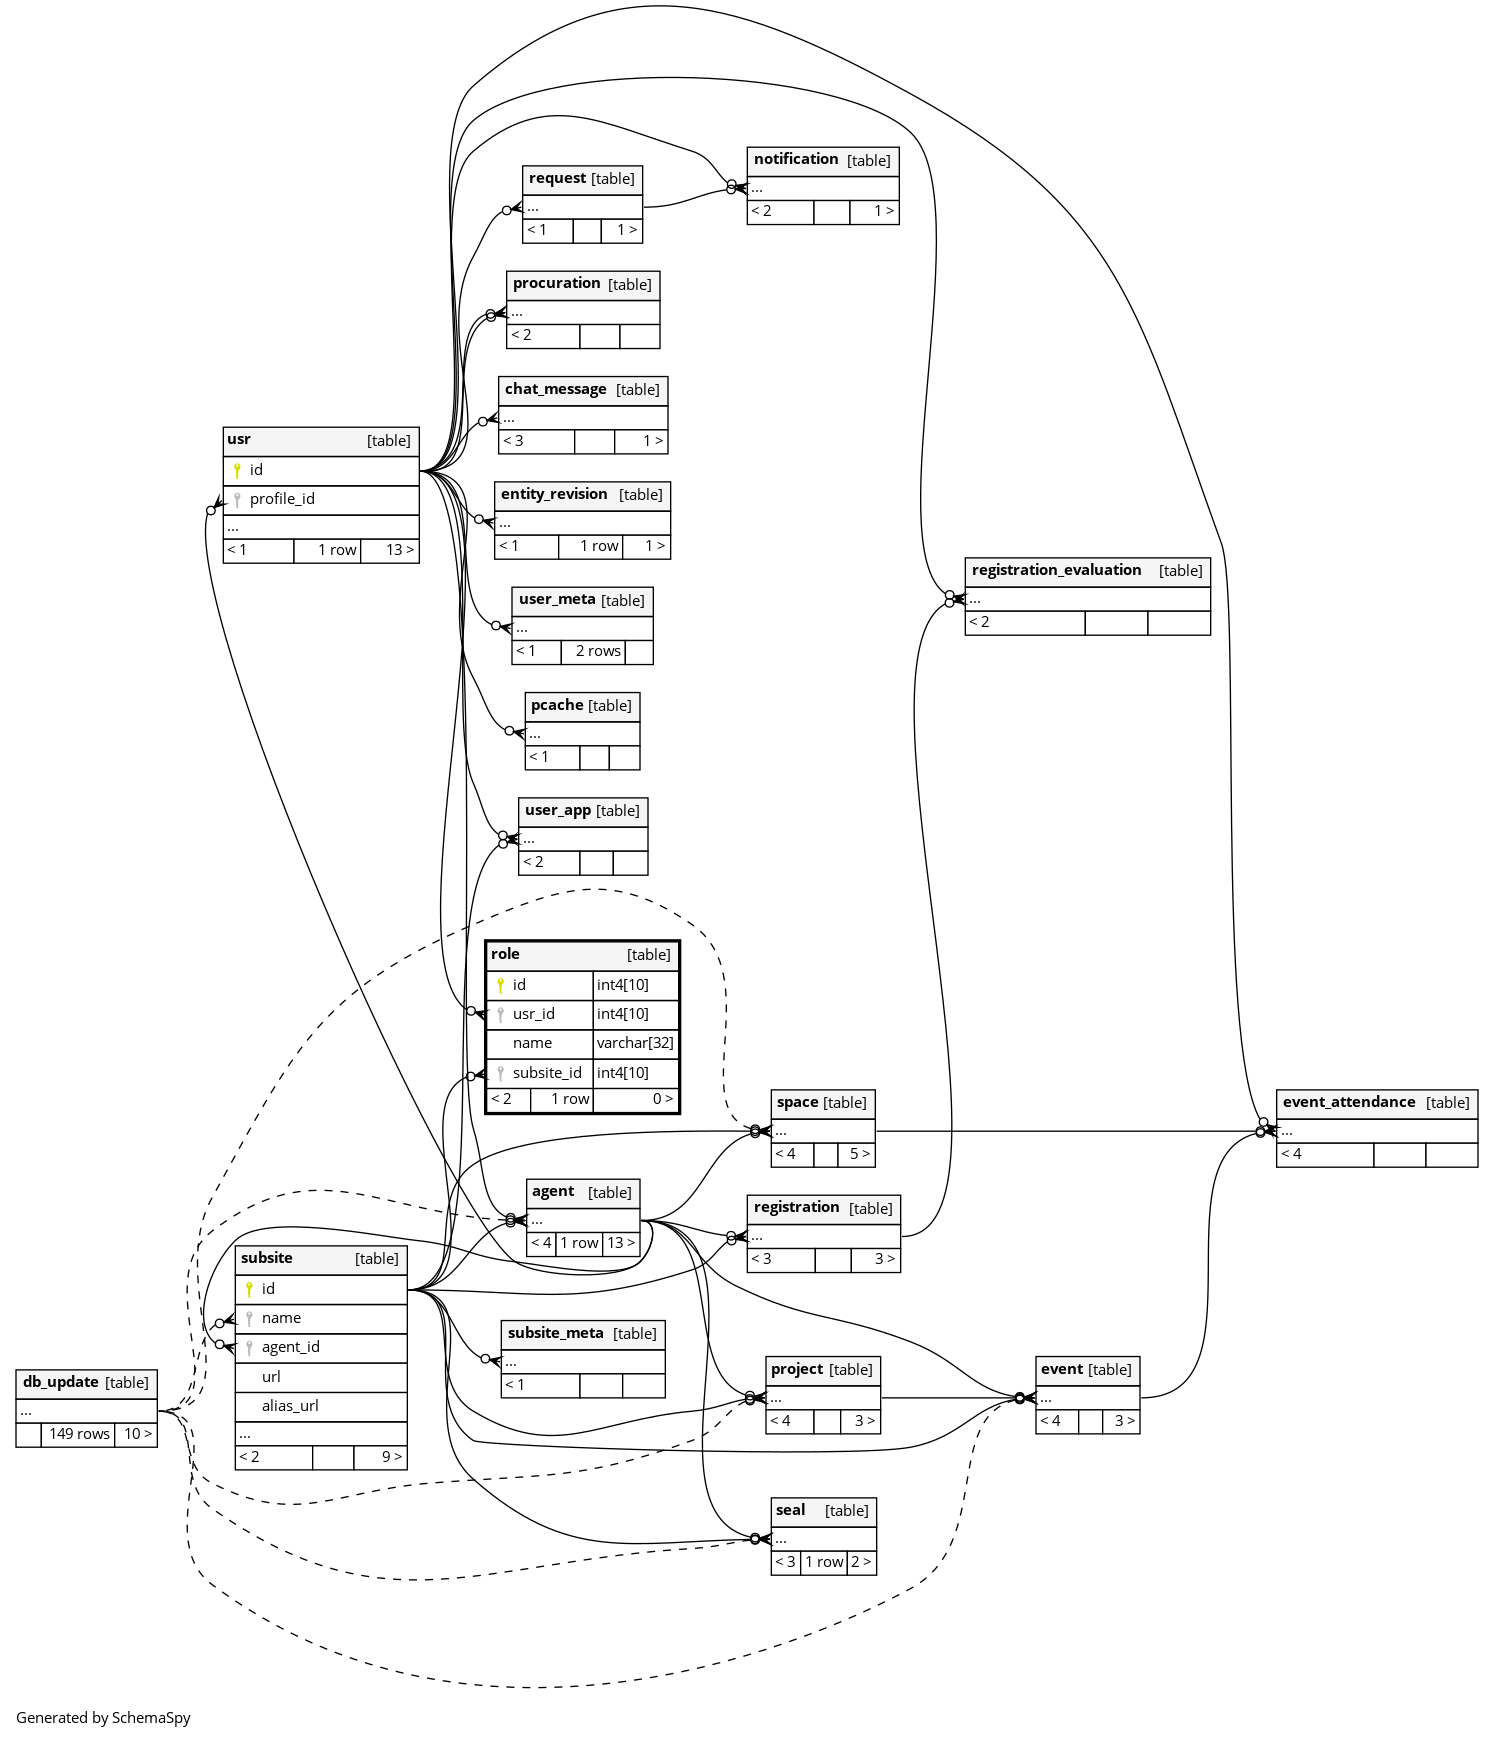 notification [table]
...
< 2 1 >
request [table]
...
< 1 1 >
procuration [table]
...
< 2
chat_message [table]
...
< 3 1 >
usr [table]
id
profile_id
...
< 1 1 row 13 >
entity_revision [table]
...
< 1 1 row 1 >
registration_evaluation [table]
...
< 2
user_meta [table]
...
< 1 2 rows
pcache [table]
...
< 1
user_app [table]
...
< 2
role [table]
id int4[10]
usr_id int4[10]
name varchar[32]
subsite_id int4[10]
< 2 1 row 0 >
space [table]
...
< 4 5 >
event_attendance [table]
...
< 4
agent [table]
...
< 4 1 row 13 >
registration [table]
...
< 3 3 >
subsite [table]
id
name
agent_id
url
alias_url
...
< 2 9 >
subsite_meta [table]
...
< 1
project [table]
...
< 4 3 >
event [table]
...
< 4 3 >
db_update [table]
...
149 rows 10 >
seal [table]
...
< 3 1 row 2 >
Generated by SchemaSpy